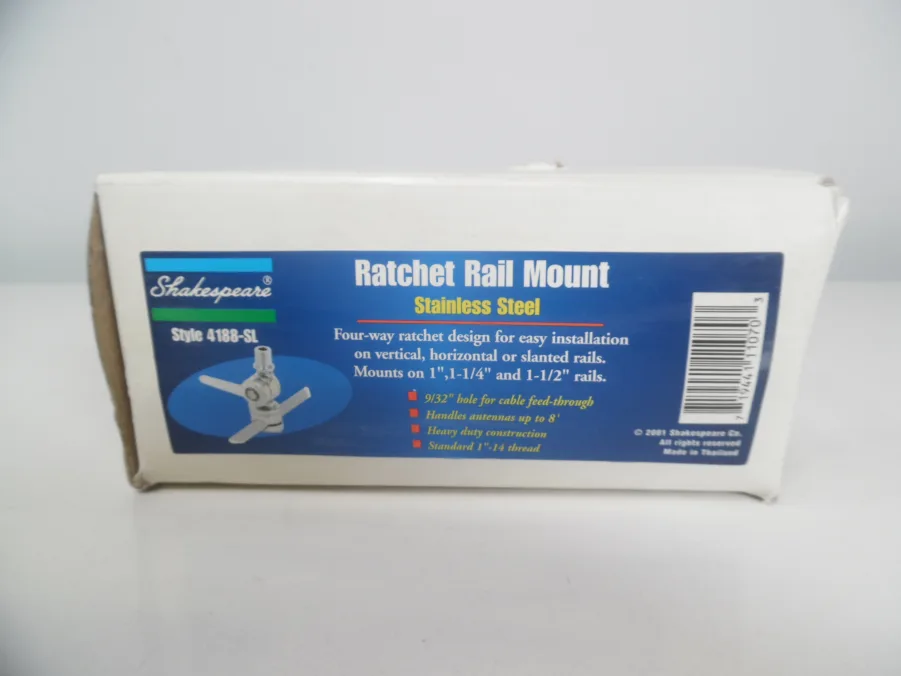 Shakespeare®
Style 4188-SL
Ratchet Rail Mount
Stainless Steel
Four-way ratchet design for easy installation
on vertical, horizontal or slanted rails.
Mounts on 1",1-1/4" and 1-1/2" rails.
9/32" hole for cable feed-through
Handles antennas up to 8'
Heavy duty construction
Standard 1"-14 thread
7 19441 11070 3
© 2001 Shakespeare Co.
All rights reserved
Made in Thailand